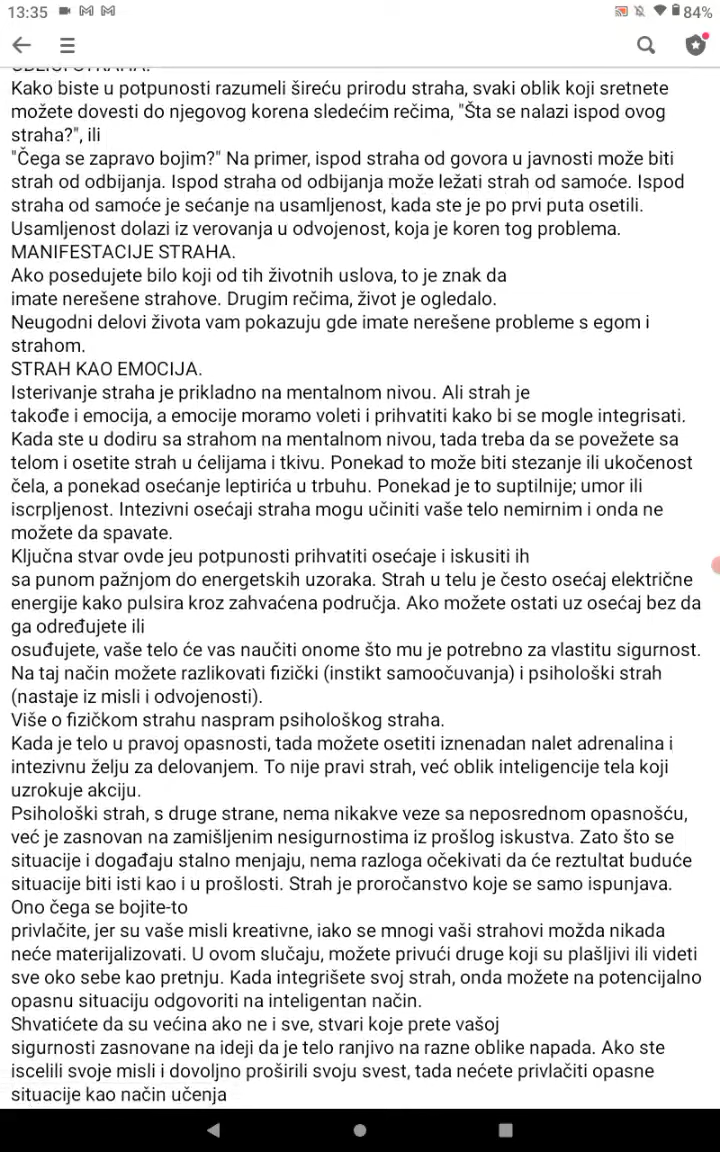 13:35
84%
Kako biste u potpunosti razumeli šireću prirodu straha, svaki oblik koji sretnete
možete dovesti do njegovog korena sledećim rečima, "Šta se nalazi ispod ovog
straha?", ili
"Čega se zapravo bojim?" Na primer, ispod straha od govora u javnosti može biti
strah od odbijanja. Ispod straha od odbijanja može ležati strah od samoće. Ispod
straha od samoće je sećanje na usamljenost, kada ste je po prvi puta osetili.
Usamljenost dolazi iz verovanja u odvojenost, koja je koren tog problema.
MANIFESTACIJE STRAHA.
Ako posedujete bilo koji od tih životnih uslova, to je znak da
imate nerešene strahove. Drugim rečima, život je ogledalo.
Neugodni delovi života vam pokazuju gde imate nerešene probleme s egom i
strahom.
STRAH KAO EMOCIJA.
Isterivanje straha je prikladno na mentalnom nivou. Ali strah je
takođe i emocija, a emocije moramo voleti i prihvatiti kako bi se mogle integrisati.
Kada ste u dodiru sa strahom na mentalnom nivou, tada treba da se povežete sa
telom i osetite strah u ćelijama i tkivu. Ponekad to može biti stezanje ili ukočenost
čela, a ponekad osećanje leptirića u trbuhu. Ponekad je to suptilnije; umor ili
iscrpljenost. Intezivni osećaji straha mogu učiniti vaše telo nemirnim i onda ne
možete da spavate.
Ključna stvar ovde jeu potpunosti prihvatiti osećaje i iskusiti ih
sa punom pažnjom do energetskih uzoraka. Strah u telu je često osećaj električne
energije kako pulsira kroz zahvaćena područja. Ako možete ostati uz osećaj bez da
ga određujete ili
osuđujete, vaše telo će vas naučiti onome što mu je potrebno za vlastitu sigurnost.
Na taj način možete razlikovati fizički (instikt samoočuvanja) i psihološki strah
(nastaje iz misli i odvojenosti).
Više o fizičkom strahu naspram psihološkog straha.
Kada je telo u pravoj opasnosti, tada možete osetiti iznenadan nalet adrenalina i
intezivnu želju za delovanjem. To nije pravi strah, već oblik inteligencije tela koji
uzrokuje akciju.
Psihološki strah, s druge strane, nema nikakve veze sa neposrednom opasnošću,
već je zasnovan na zamišljenim nesigurnostima iz prošlog iskustva. Zato što se
situacije i događaju stalno menjaju, nema razloga očekivati da će reztultat buduće
situacije biti isti kao i u prošlosti. Strah je proročanstvo koje se samo ispunjava.
Ono čega se bojite-to
privlačite, jer su vaše misli kreativne, iako se mnogi vaši strahovi možda nikada
neće materijalizovati. U ovom slučaju, možete privući druge koji su plašljivi ili videti
sve oko sebe kao pretnju. Kada integrišete svoj strah, onda možete na potencijalno
opasnu situaciju odgovoriti na inteligentan način.
Shvatićete da su većina ako ne i sve, stvari koje prete vašoj
sigurnosti zasnovane na ideji da je telo ranjivo na razne oblike napada. Ako ste
iscelili svoje misli i dovoljno proširili svoju svest, tada nećete privlačiti opasne
situacije kao način učenja